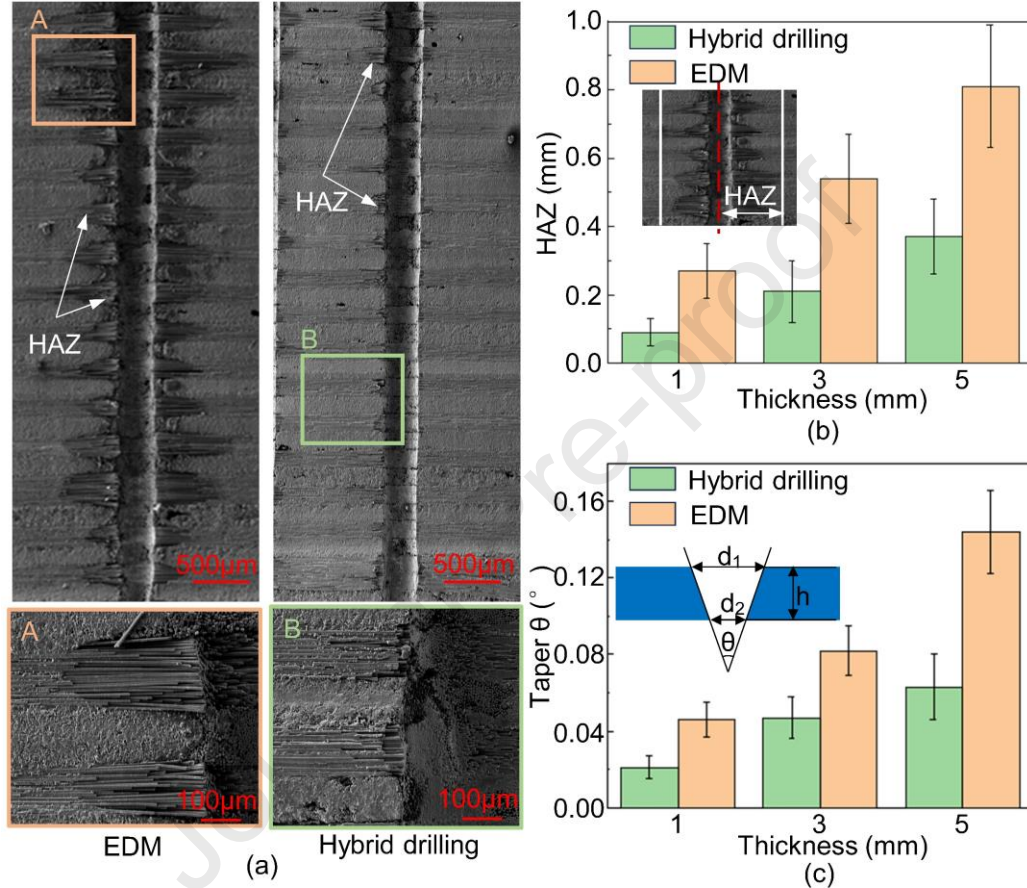 A
HAZ
HAZ
B
500μm
500μm
A
B
100μm
100μm
EDM
Hybrid drilling
(a)
Hybrid drilling
EDM
HAZ
HAZ (mm)
1.0
0.8
0.6
0.4
0.2
0.0
1
3
5
Thickness (mm)
(b)
Hybrid drilling
EDM
d₁
d₂
h
θ
Taper θ (°)
0.16
0.12
0.08
0.04
0.00
1
3
5
Thickness (mm)
(c)
re-proof